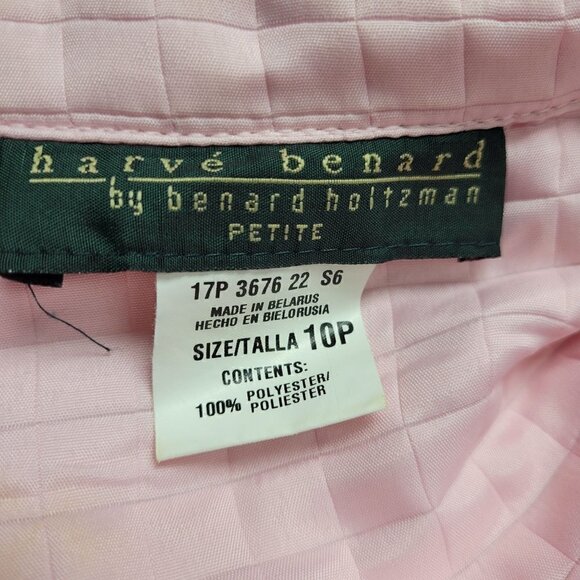 harvé benard
by benard holtzman
PETITE
17P 3676 22 S6
MADE IN BELARUS
HECHO EN BIELORUSIA
SIZE/TALLA 10P
CONTENTS:
100% POLYESTER/
POLIESTER